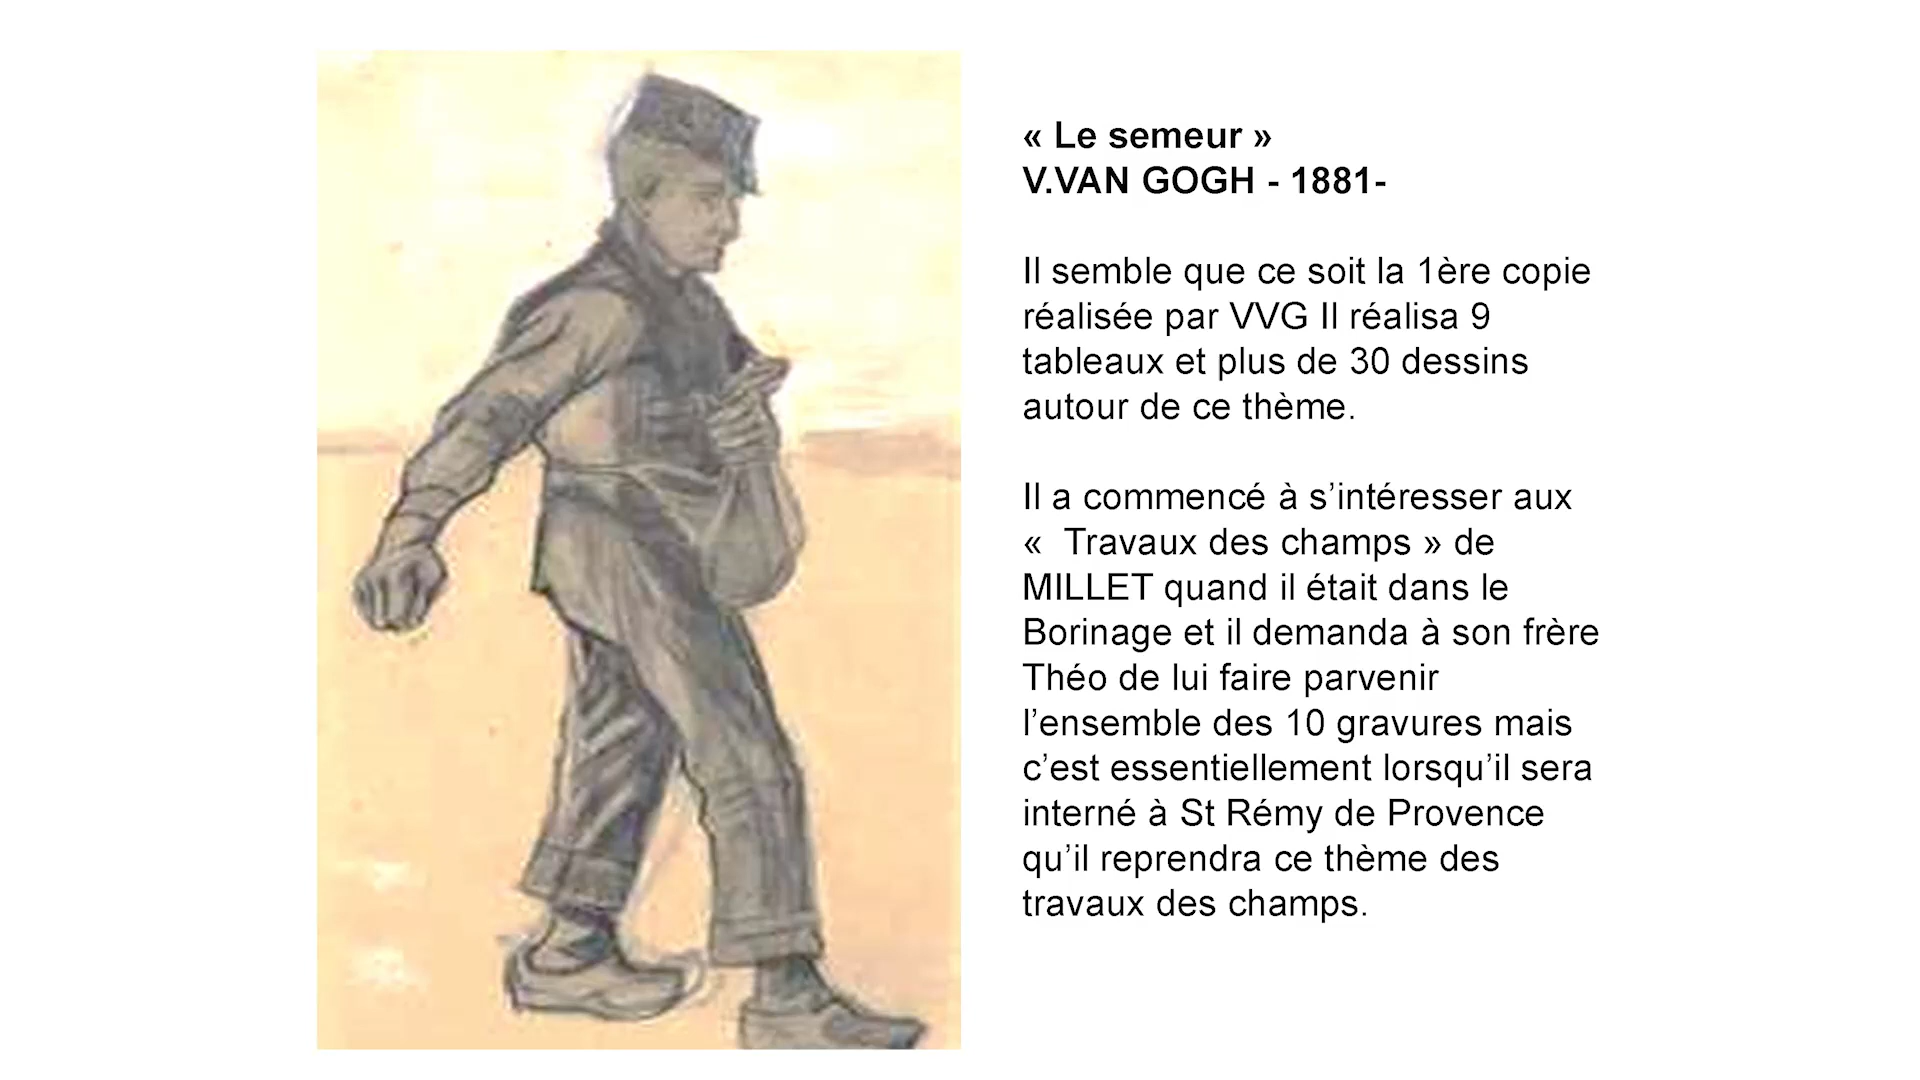 « Le semeur »
V.VAN GOGH - 1881-
Il semble que ce soit la 1ère copie
réalisée par VVG Il réalisa 9
tableaux et plus de 30 dessins
autour de ce thème.
Il a commencé à s’intéresser aux
«  Travaux des champs » de
MILLET quand il était dans le
Borinage et il demanda à son frère
Théo de lui faire parvenir
l’ensemble des 10 gravures mais
c’est essentiellement lorsqu’il sera
interné à St Rémy de Provence
qu’il reprendra ce thème des
travaux des champs.